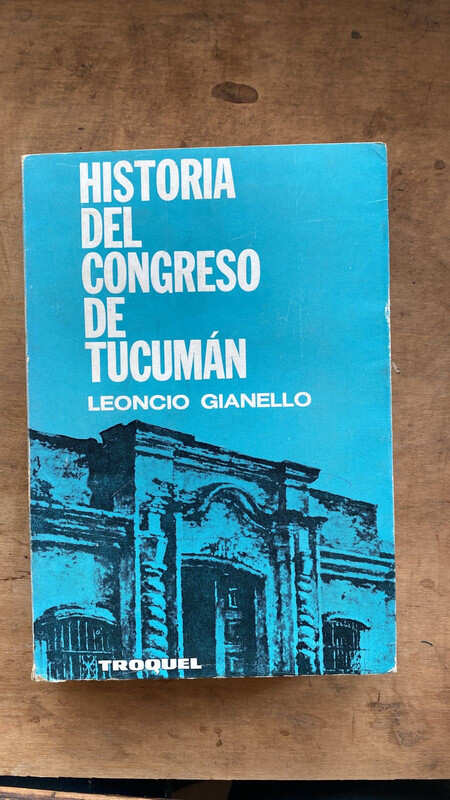 HISTORIA
DEL
CONGRESO
DE
TUCUMÁN
LEONCIO GIANELLO
TROQUEL